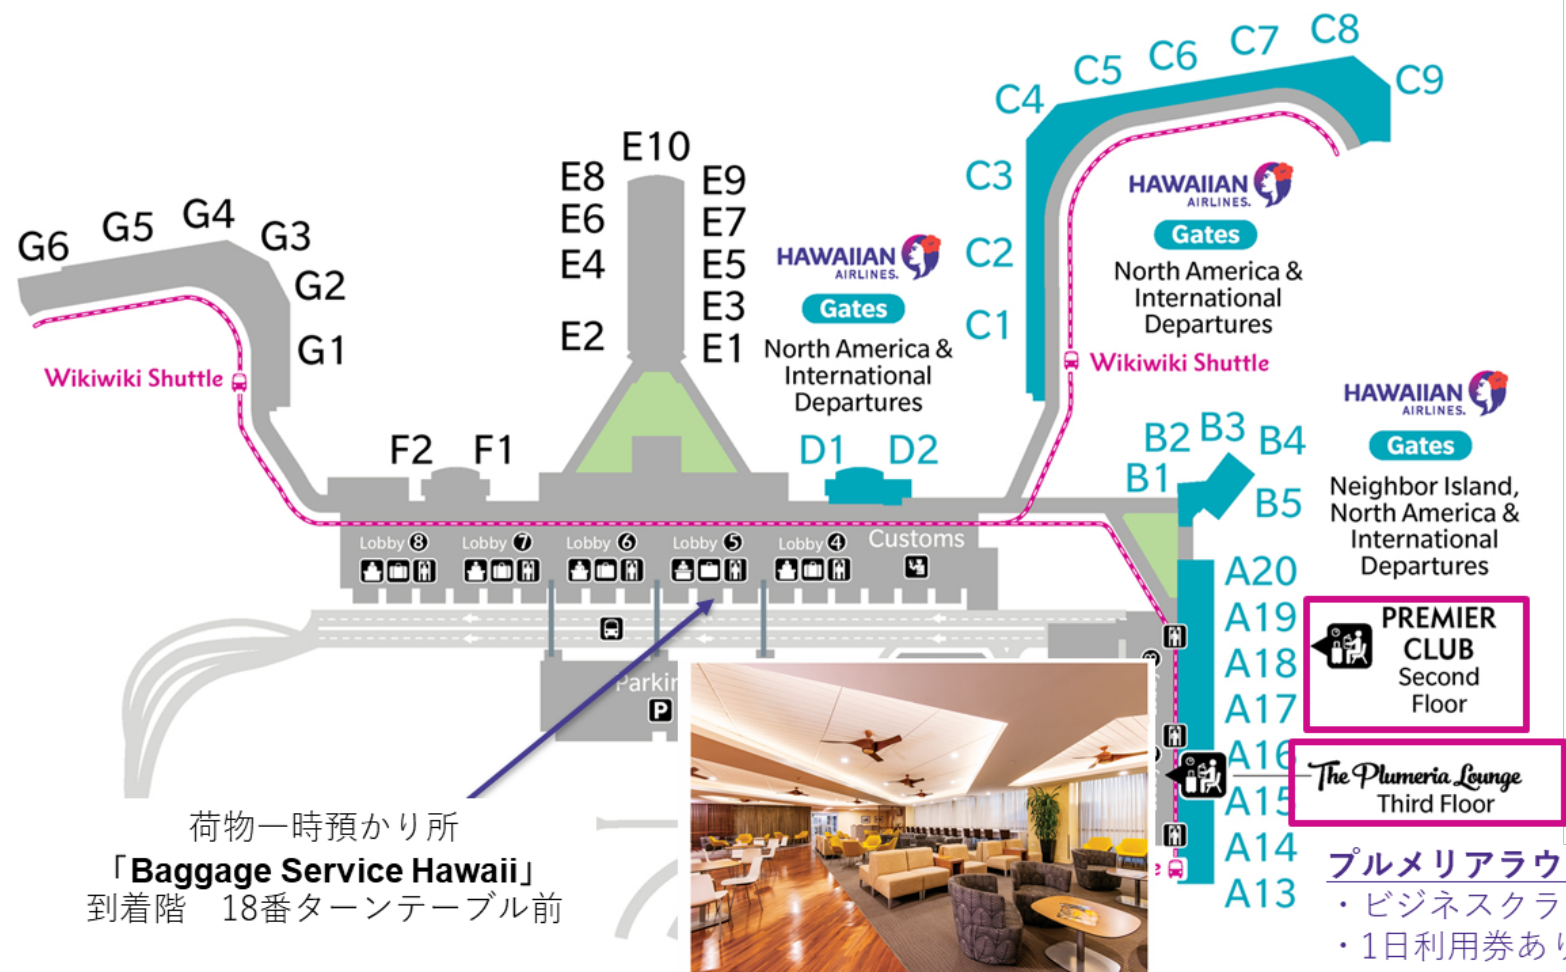 C4
C5
C6
C7
C8
C9
C3
C2
C1
HAWAIIAN
AIRLINES.
Gates
North America &
International
Departures
Wikiwiki Shuttle
E10
E8
E9
E6
E7
E4
E5
E3
E2
E1
G6
G5
G4
G3
G2
G1
Wikiwiki Shuttle
HAWAIIAN
AIRLINES.
Gates
North America &
International
Departures
F2
F1
D1
D2
B1
B2
B3
B4
B5
HAWAIIAN
AIRLINES.
Gates
Neighbor Island,
North America &
International
Departures
Lobby 8
Lobby 7
Lobby 6
Lobby 5
Lobby 4
Customs
A20
A19
A18
A17
A16
A15
A14
A13
PREMIER
CLUB
Second
Floor
The Plumeria Lounge
Third Floor
P
荷物一時預かり所
「Baggage Service Hawaii」
到着階 18番ターンテーブル前
プルメリアラウ
・ビジネスクラ
・1日利用券あり